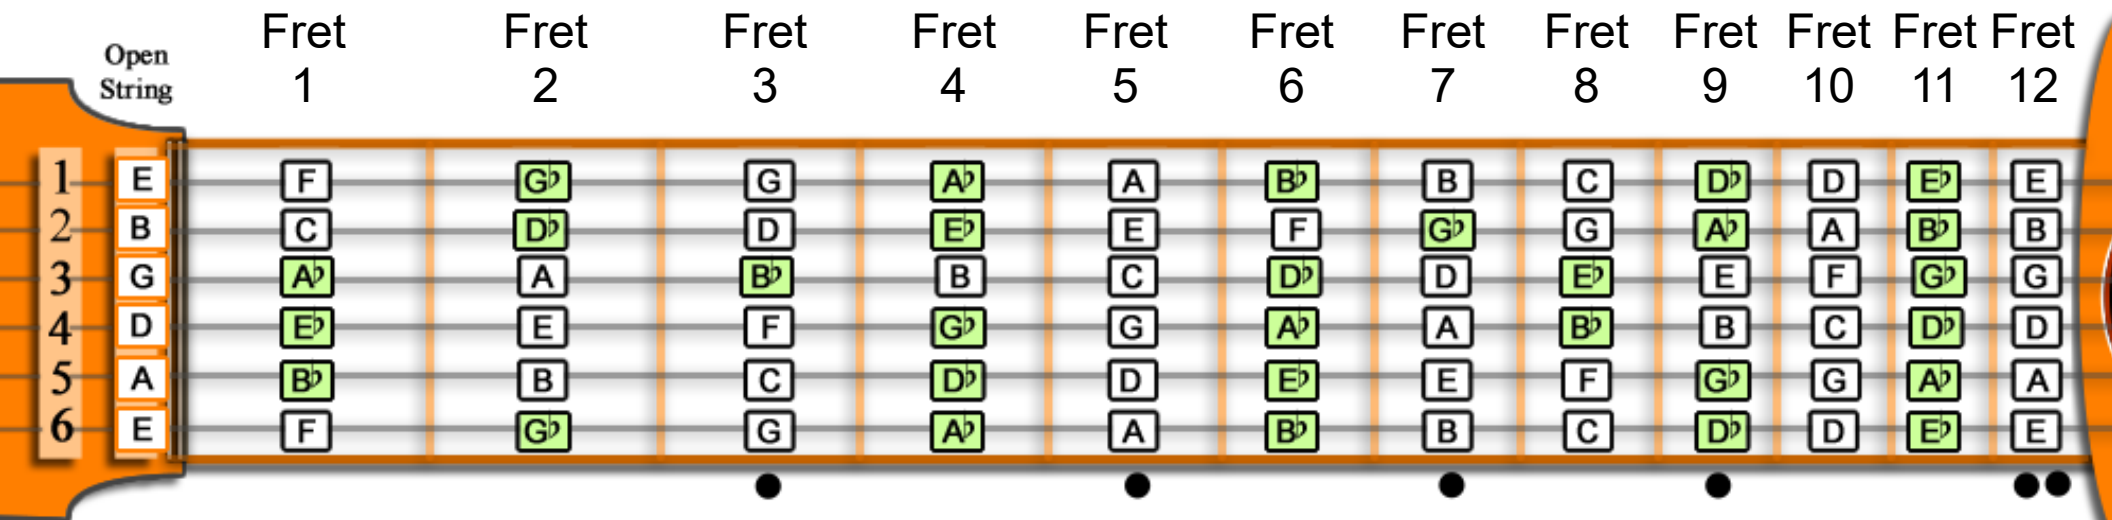 Fret Fret Fret Fret Fret Fret Fret Fret Fret Fret Fret Fret
Open
String
1 2 3 4 5 6 7 8 9 10 11 12
1 E F G♭ G A♭ A B♭ B C D♭ D E♭ E
2 B C D♭ D E♭ E F G♭ G A♭ A B♭ B
3 G A♭ A B♭ B C D♭ D E♭ E F G♭ G
4 D E♭ E F G♭ G A♭ A B♭ B C D♭ D
5 A B♭ B C D♭ D E♭ E F G♭ G A♭ A
6 E F G♭ G A♭ A B♭ B C D♭ D E♭ E